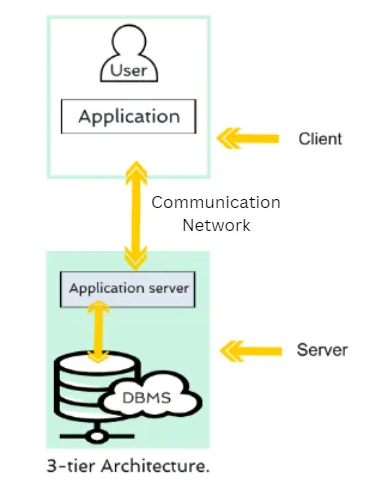 User
Application
Client
Communication
Network
Application server
Server
DBMS
3-tier Architecture.